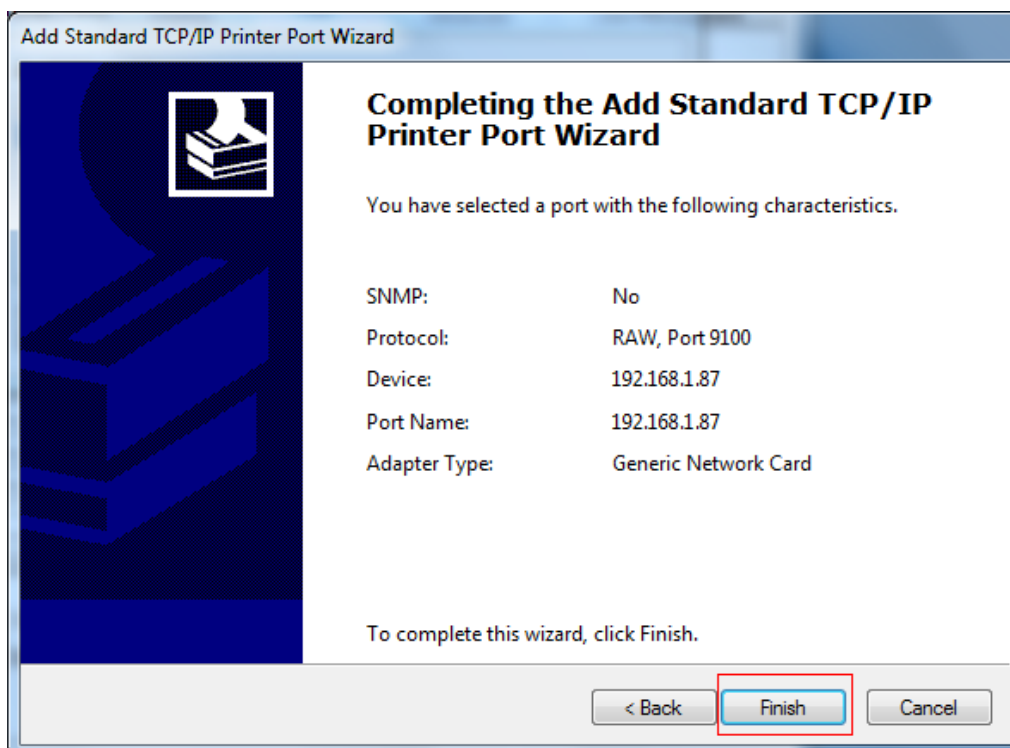 Add Standard TCP/IP Printer Port Wizard
Completing the Add Standard TCP/IP
Printer Port Wizard
You have selected a port with the following characteristics.
SNMP: No
Protocol: RAW, Port 9100
Device: 192.168.1.87
Port Name: 192.168.1.87
Adapter Type: Generic Network Card
To complete this wizard, click Finish.
< Back Finish Cancel